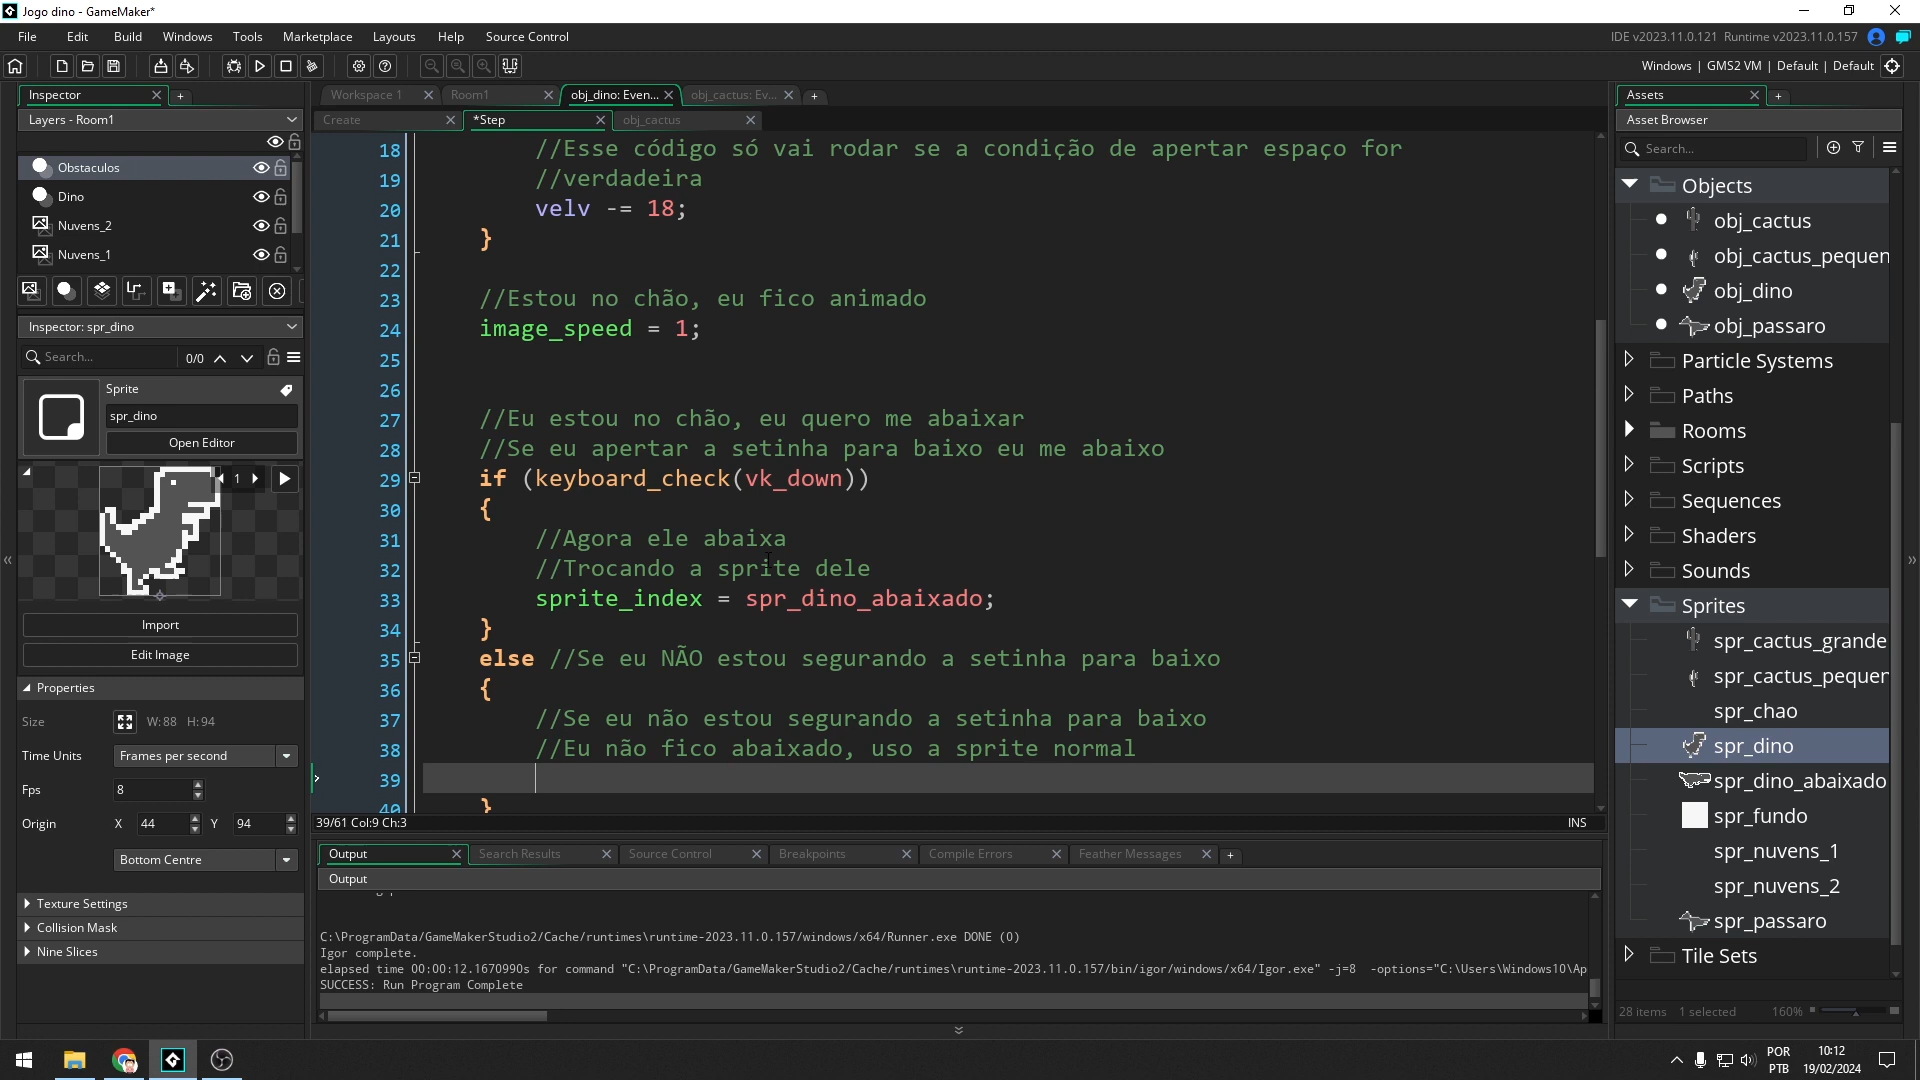 Jogo dino - GameMaker*
File Edit Build Windows Tools Marketplace Layouts Help Source Control
IDE v2023.11.0.121 Runtime v2023.11.0.157
Windows | GMS2 VM | Default | Default
Inspector
Layers - Room1
Obstaculos
Dino
Nuvens_2
Nuvens_1
Inspector: spr_dino
Search... 0/0
Sprite
spr_dino
Open Editor
1
Import
Edit Image
Properties
Size W:88 H:94
Time Units Frames per second
Fps 8
Origin X 44 Y 94
Bottom Centre
Texture Settings
Collision Mask
Nine Slices
Workspace 1 Room1 obj_dino: Even... obj_cactus: Ev...
Create *Step obj_cactus
18 //Esse código só vai rodar se a condição de apertar espaço for
19 //verdadeira
20 velv -= 18;
21 }
22
23 //Estou no chão, eu fico animado
24 image_speed = 1;
25
26
27 //Eu estou no chão, eu quero me abaixar
28 //Se eu apertar a setinha para baixo eu me abaixo
29 if (keyboard_check(vk_down))
30 {
31 //Agora ele abaixa
32 //Trocando a sprite dele
33 sprite_index = spr_dino_abaixado;
34 }
35 else //Se eu NÃO estou segurando a setinha para baixo
36 {
37 //Se eu não estou segurando a setinha para baixo
38 //Eu não fico abaixado, uso a sprite normal
39
40 }
39/61 Col:9 Ch:3 INS
Output Search Results Source Control Breakpoints Compile Errors Feather Messages
Output
C:\ProgramData/GameMakerStudio2/Cache/runtimes\runtime-2023.11.0.157/windows/x64/Runner.exe DONE (0)
Igor complete.
elapsed time 00:00:12.1670990s for command "C:\ProgramData/GameMakerStudio2/Cache/runtimes\runtime-2023.11.0.157/bin/igor/windows/x64/Igor.exe" -j=8 -options="C:\Users\Windows10\Ap
SUCCESS: Run Program Complete
Assets
Asset Browser
Search...
Objects
obj_cactus
obj_cactus_pequen
obj_dino
obj_passaro
Particle Systems
Paths
Rooms
Scripts
Sequences
Shaders
Sounds
Sprites
spr_cactus_grande
spr_cactus_pequer
spr_chao
spr_dino
spr_dino_abaixado
spr_fundo
spr_nuvens_1
spr_nuvens_2
spr_passaro
Tile Sets
28 items 1 selected 160%
POR
PTB
10:12
19/02/2024